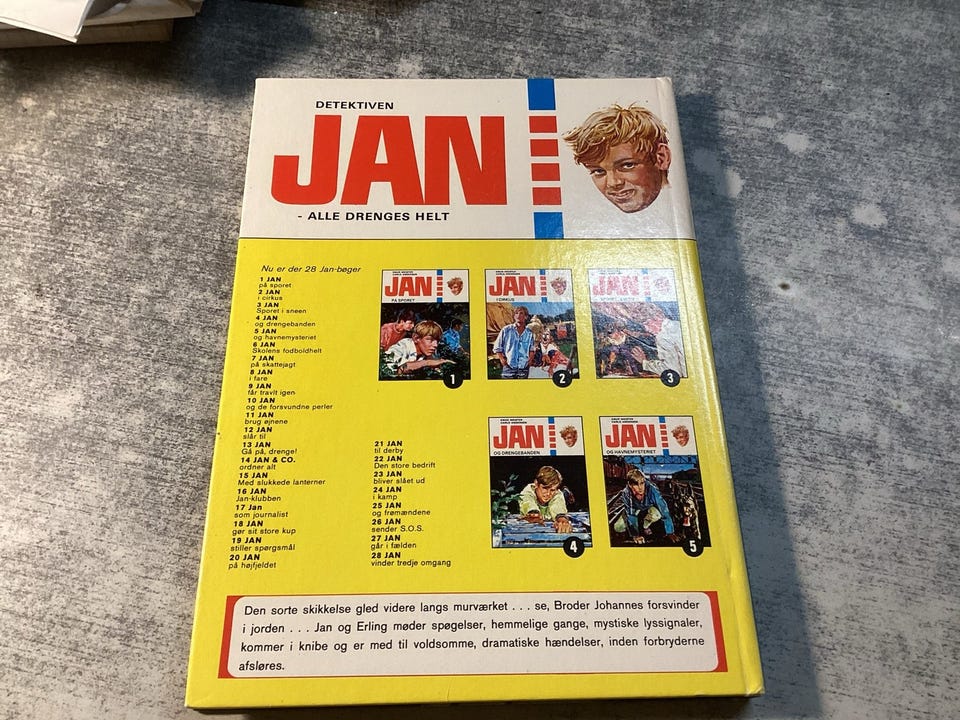 DETEKTIVEN
JAN
- ALLE DRENGES HELT
Nu er der 28 Jan-bøger
1 JAN
på sporet
2 JAN
i cirkus
3 JAN
Sporet i sneen
4 JAN
og drengebanden
5 JAN
og havnemysteriet
6 JAN
Skolens fodboldhelt
7 JAN
på skattejagt
8 JAN
i fare
9 JAN
får travlt igen
10 JAN
og de forsvundne perler
11 JAN
brug øjnene
12 JAN
slår til
13 JAN
Gå på, drenge!
14 JAN & CO.
ordner alt
15 JAN
Med slukkede lanterner
16 JAN
Jan-klubben
17 Jan
som journalist
18 JAN
gør sit store kup
19 JAN
stiller spørgsmål
20 JAN
på højfjeldet
21 JAN
til derby
22 JAN
Den store bedrift
23 JAN
bliver slået ud
24 JAN
i kamp
25 JAN
og frømændene
26 JAN
sender S.O.S.
27 JAN
går i fælden
28 JAN
vinder tredje omgang
JAN
PÅ SPORET
1
JAN
I CIRKUS
2
JAN
3
JAN
OG DRENGEBANDEN
4
JAN
OG HAVNEMYSTERIET
5
Den sorte skikkelse gled videre langs murværket . . . se, Broder Johannes forsvinder
i jorden . . . Jan og Erling møder spøgelser, hemmelige gange, mystiske lyssignaler,
kommer i knibe og er med til voldsomme, dramatiske hændelser, inden forbryderne
afsløres.